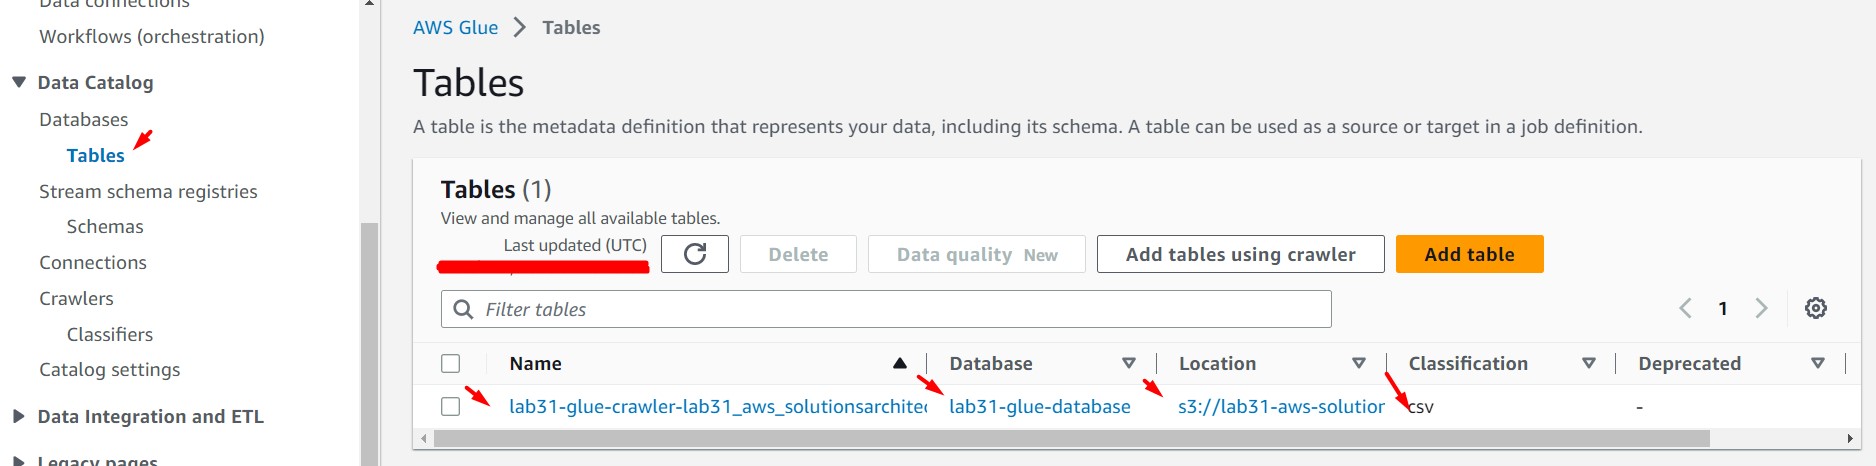 Data connections
Workflows (orchestration)
Data Catalog
Databases
Tables
Stream schema registries
Schemas
Connections
Crawlers
Classifiers
Catalog settings
Data Integration and ETL
Legacy pages
AWS Glue > Tables
Tables
A table is the metadata definition that represents your data, including its schema. A table can be used as a source or target in a job definition.
Tables (1)
View and manage all available tables.
Last updated (UTC)
Delete
Data quality New
Add tables using crawler
Add table
Filter tables
1
Name Database Location Classification Deprecated
lab31-glue-crawler-lab31_aws_solutionsarchitec lab31-glue-database s3://lab31-aws-solution csv -